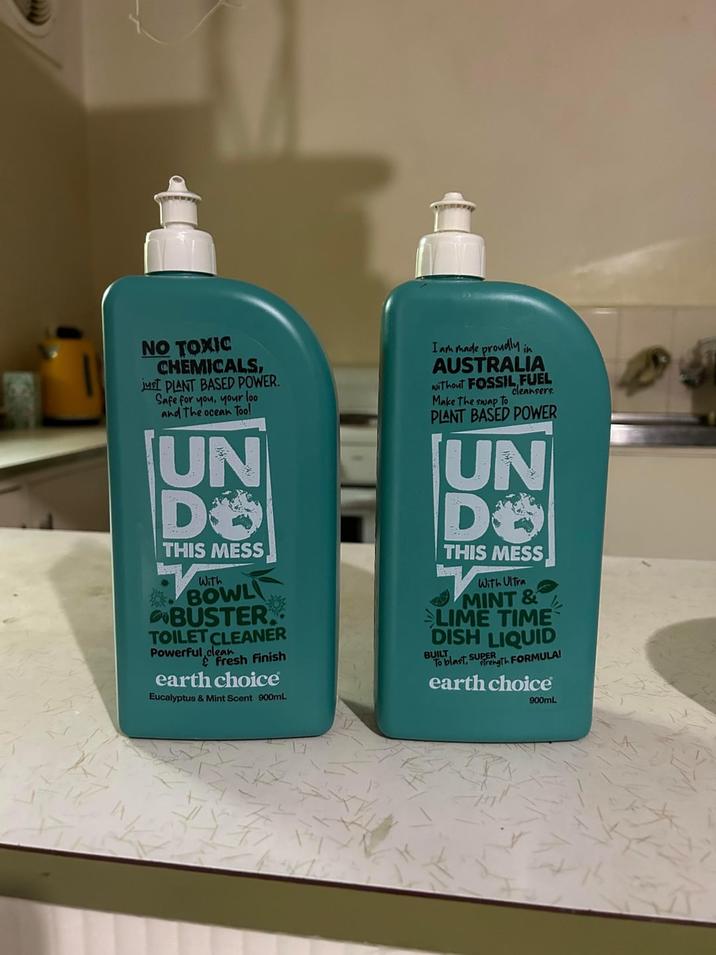 NO TOXIC
CHEMICALS,
just PLANT BASED POWER.
Safe for you, your loo
and the ocean too!
UN
DO
THIS MESS
With
BOWL
BUSTER
TOILET CLEANER
Powerful clean
& fresh finish
earth choice
Eucalyptus & Mint Scent 900mL
I am made proudly in
AUSTRALIA
without FOSSIL FUEL
cleansers.
Make the swap to
PLANT BASED POWER
UN
DO
THIS MESS
With Ultra
MINT &
LIME TIME
DISH LIQUID
BUILT
to blast, SUPER strength FORMULA!
earth choice
900mL